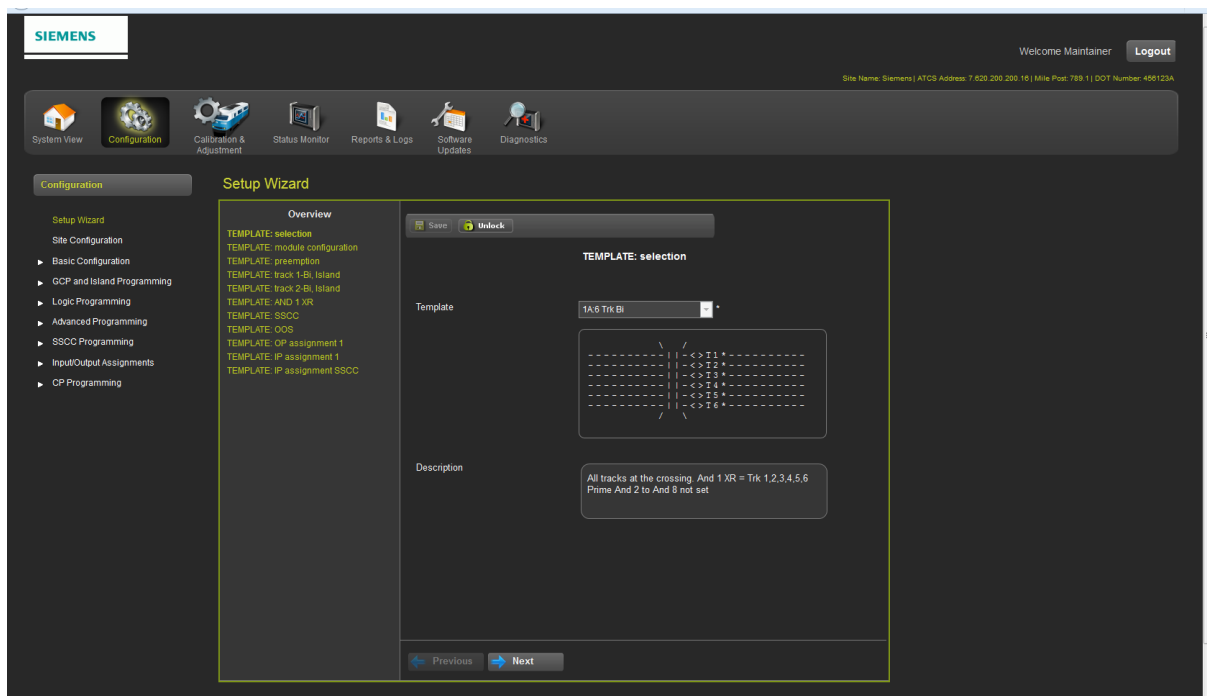 SIEMENS
Welcome Maintainer
Logout
Site Name: Siemens | ATCS Address: 7.620.200.200.16 | Mile Post: 789.1 | DOT Number: 456123A
System View
Configuration
Calibration &
Adjustment
Status Monitor
Reports & Logs
Software
Updates
Diagnostics
Configuration
Setup Wizard
Site Configuration
Basic Configuration
GCP and Island Programming
Logic Programming
Advanced Programming
SSCC Programming
Input/Output Assignments
CP Programming
Setup Wizard
Overview
TEMPLATE: selection
TEMPLATE: module configuration
TEMPLATE: preemption
TEMPLATE: track 1-Bi, Island
TEMPLATE: track 2-Bi, Island
TEMPLATE: AND 1 XR
TEMPLATE: SSCC
TEMPLATE: OOS
TEMPLATE: OP assignment 1
TEMPLATE: IP assignment 1
TEMPLATE: IP assignment SSCC
Save
Unlock
TEMPLATE: selection
Template
1A:6 Trk Bi
*
\ /
- - - - - - - - - - - | | - < > T 1 * - - - - - - - - - - -
- - - - - - - - - - - | | - < > T 2 * - - - - - - - - - - -
- - - - - - - - - - - | | - < > T 3 * - - - - - - - - - - -
- - - - - - - - - - - | | - < > T 4 * - - - - - - - - - - -
- - - - - - - - - - - | | - < > T 5 * - - - - - - - - - - -
- - - - - - - - - - - | | - < > T 6 * - - - - - - - - - - -
/ \
Description
All tracks at the crossing. And 1 XR = Trk 1,2,3,4,5,6
Prime And 2 to And 8 not set
Previous
Next